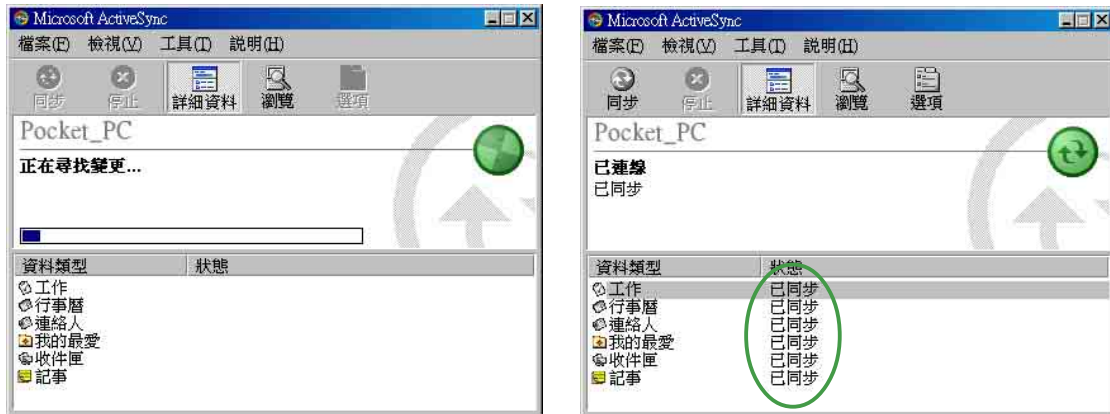 Microsoft ActiveSync
檔案(F) 檢視(V) 工具(T) 說明(H)
同步 停止 詳細資料 瀏覽 選項
Pocket_PC
正在尋找變更...
資料類型 狀態
工作
行事曆
連絡人
我的最愛
收件匣
記事
Microsoft ActiveSync
檔案(F) 檢視(V) 工具(T) 說明(H)
同步 停止 詳細資料 瀏覽 選項
Pocket_PC
已連線
已同步
資料類型 狀態
工作 已同步
行事曆 已同步
連絡人 已同步
我的最愛 已同步
收件匣 已同步
記事 已同步